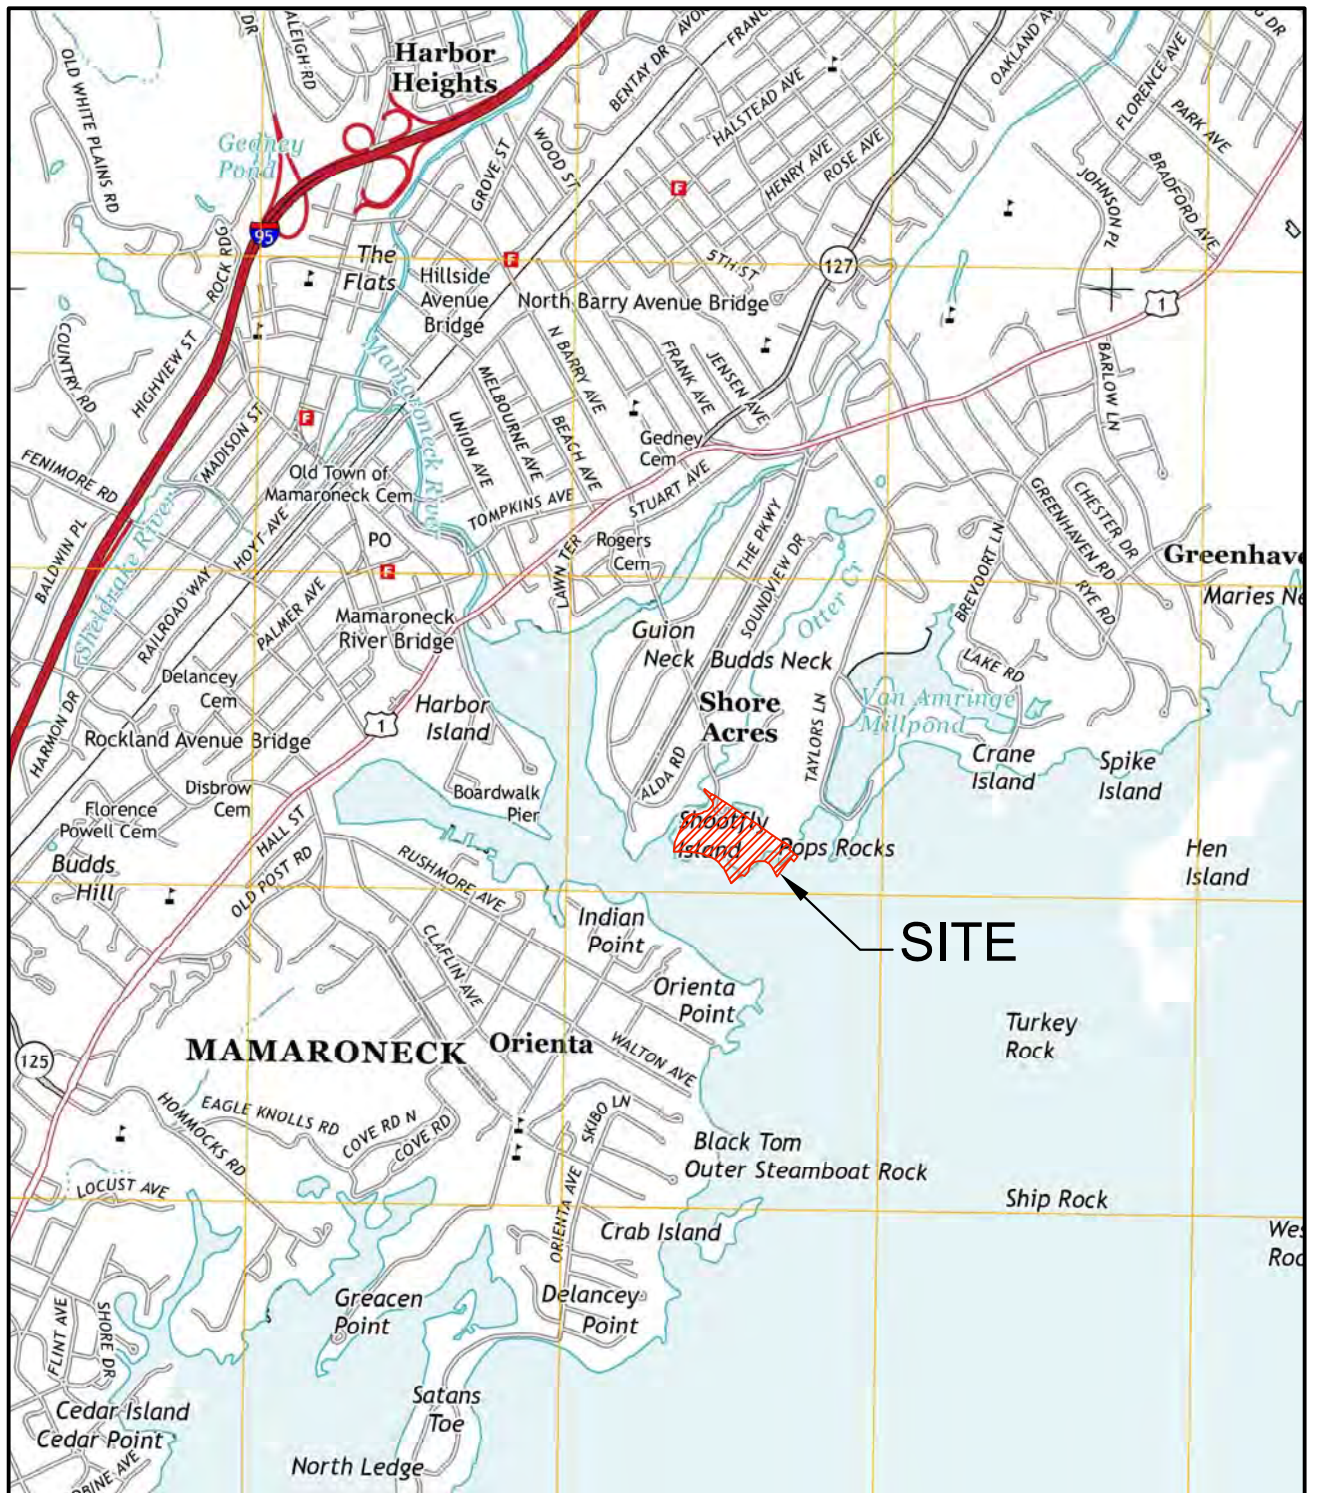 DR
ALEIGH RD
Harbor
Heights
BENTAY DR
HALSTEAD AVE
OAKLAND AV
FLORENCE AVE
PARK AVE
G DR
OLD WHITE PLAINS RD
Gedney
Pond
GROVE ST
WOOD ST
HENRY AVE
ROSE AVE
JOHNSON PL
BRADFORD AVE
F
95
ROCK RDG
The
Flats
Hillside
Avenue
Bridge
F
North Barry Avenue Bridge
5TH ST
127
1
COUNTRY RD
HIGHVIEW ST
Mamaroneck River
N BARRY AVE
FRANK AVE
JENSEN AVE
BARLOW LN
MELBOURNE AVE
UNION AVE
BEACH AVE
F
MADISON ST
Gedney
Cem
FENIMORE RD
Old Town of
Mamaroneck Cem
TOMPKINS AVE
STUART AVE
GREENHAVEN RD
CHESTER DR
BALDWIN PL
Sheldrake River
HOYT AVE
PO
F
LAWN TER
Rogers
Cem
THE PKWY
SOUNDVIEW DR
Otter Cr
BREVOORT LN
RYE RD
Greenhave
Maries Ne
RAILROAD WAY
PALMER AVE
Mamaroneck
River Bridge
Guion
Neck
Budds Neck
LAKE RD
Delancey
Cem
Harbor
Island
Shore
Acres
TAYLORS LN
Van Amringe
Millpond
HARMON DR
Rockland Avenue Bridge
1
Crane
Island
Spike
Island
Disbrow
Cem
Boardwalk
Pier
ALDA RD
Florence
Powell Cem
HALL ST
Shootfly
Island
Pops Rocks
Hen
Island
Budds
Hill
OLD POST RD
RUSHMORE AVE
SITE
Indian
Point
CLAFLIN AVE
Orienta
Point
Turkey
Rock
125
MAMARONECK
Orienta
WALTON AVE
HOMMOCKS RD
EAGLE KNOLLS RD
COVE RD N
COVE RD
SKIBO LN
Black Tom
Outer Steamboat Rock
LOCUST AVE
ORIENTA AVE
Ship Rock
Crab Island
Wes
Roc
FLINT AVE
SHORE DR
Greacen
Point
Delancey
Point
Cedar Island
Cedar Point
Satans
Toe
OBINE AVE
North Ledge